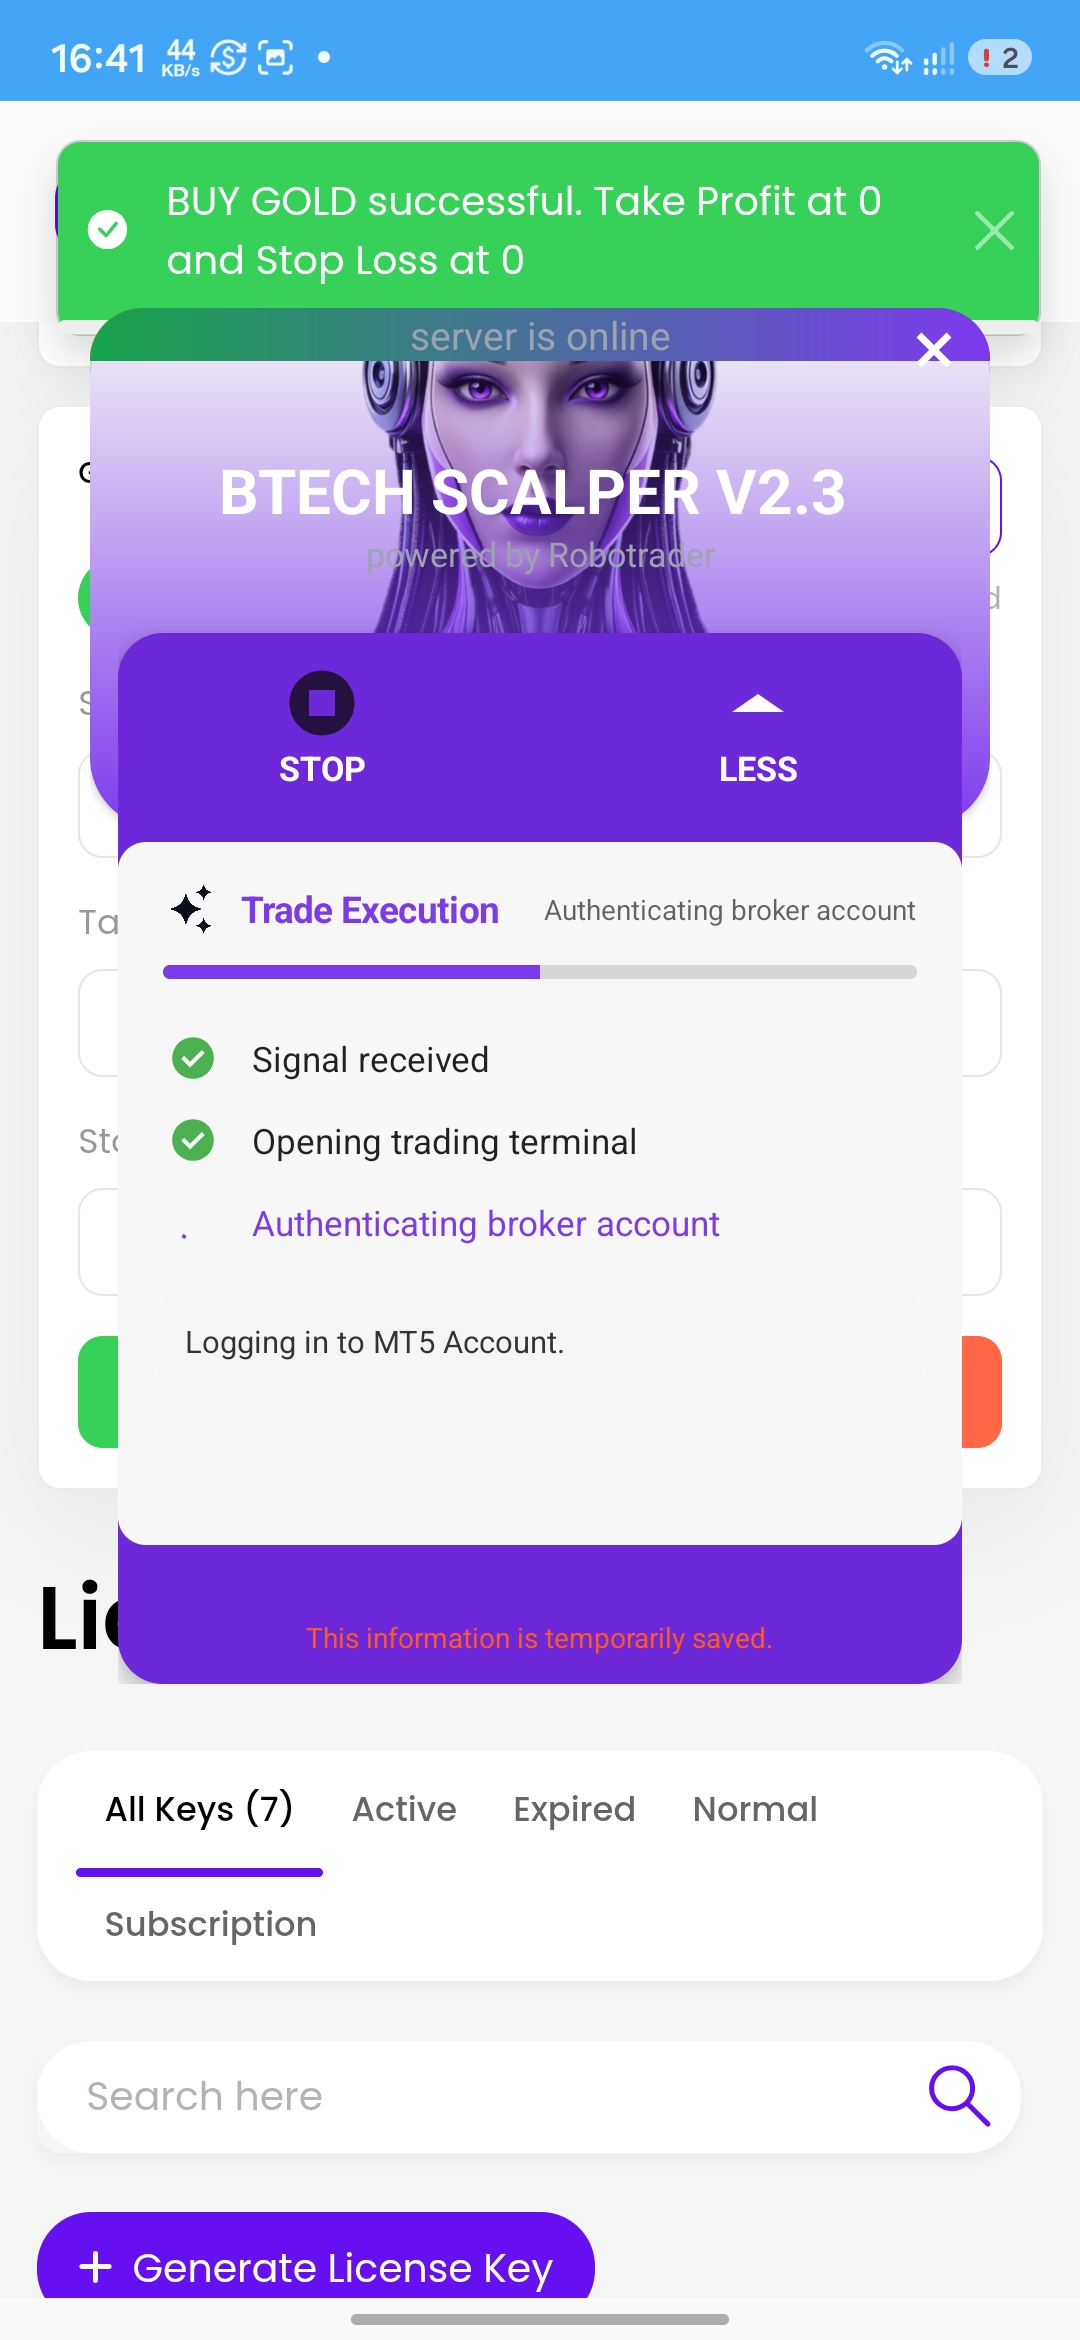 16:41
44
KB/s
2
BUY GOLD successful. Take Profit at 0
and Stop Loss at 0
server is online
BTECH SCALPER V2.3
powered by Robotrader
STOP
LESS
Trade Execution
Authenticating broker account
Signal received
Opening trading terminal
Authenticating broker account
Logging in to MT5 Account.
This information is temporarily saved.
All Keys (7)
Active
Expired
Normal
Subscription
Search here
+ Generate License Key